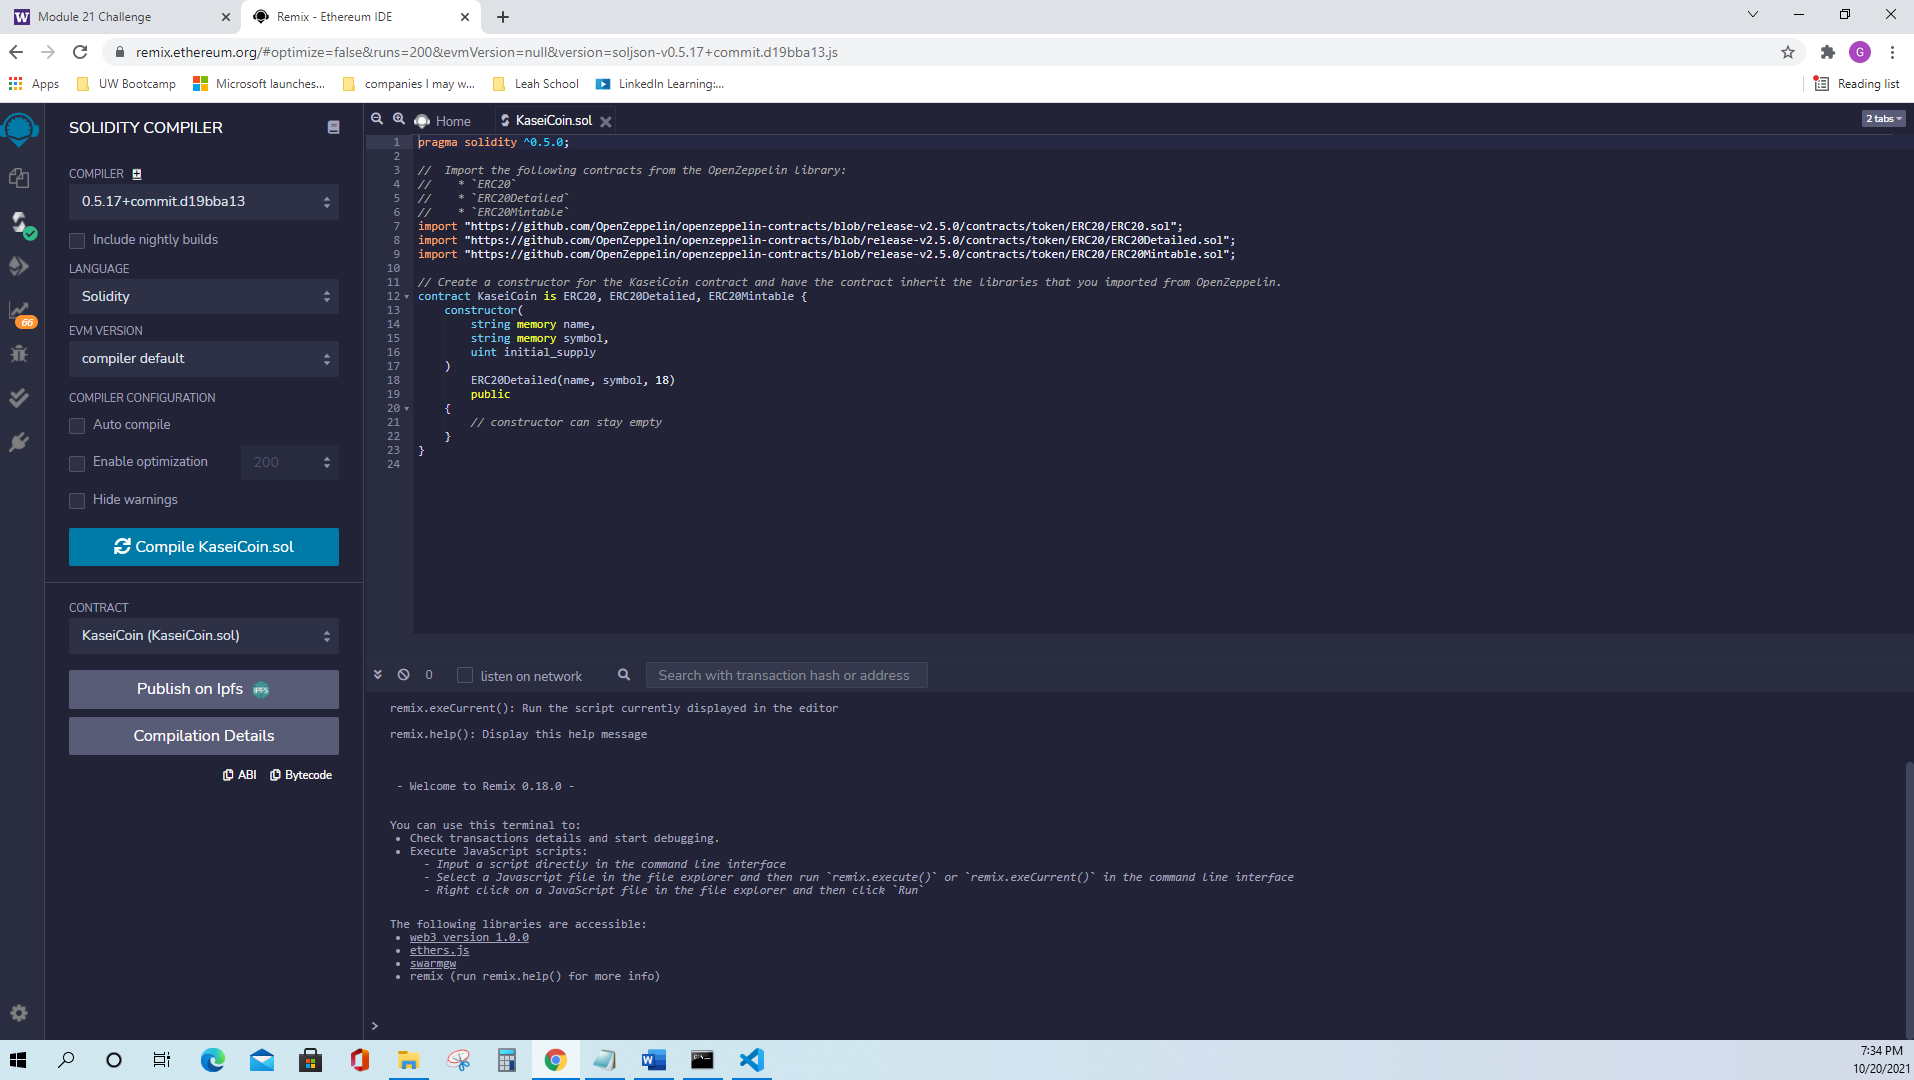 Module 21 Challenge
Remix - Ethereum IDE
remix.ethereum.org/#optimize=false&runs=200&evmVersion=null&version=soljson-v0.5.17+commit.d19bba13.js
G
Apps
UW Bootcamp
Microsoft launches...
companies I may w...
Leah School
LinkedIn Learning:...
Reading list
SOLIDITY COMPILER
COMPILER
0.5.17+commit.d19bba13
Include nightly builds
LANGUAGE
Solidity
EVM VERSION
compiler default
COMPILER CONFIGURATION
Auto compile
Enable optimization
200
Hide warnings
Compile KaseiCoin.sol
CONTRACT
KaseiCoin (KaseiCoin.sol)
Publish on Ipfs
IPFS
Compilation Details
ABI
Bytecode
66
Home
KaseiCoin.sol
2 tabs
1 pragma solidity ^0.5.0;
2
3 //  Import the following contracts from the OpenZeppelin library:
4 //    * `ERC20`
5 //    * `ERC20Detailed`
6 //    * `ERC20Mintable`
7 import "https://github.com/OpenZeppelin/openzeppelin-contracts/blob/release-v2.5.0/contracts/token/ERC20/ERC20.sol";
8 import "https://github.com/OpenZeppelin/openzeppelin-contracts/blob/release-v2.5.0/contracts/token/ERC20/ERC20Detailed.sol";
9 import "https://github.com/OpenZeppelin/openzeppelin-contracts/blob/release-v2.5.0/contracts/token/ERC20/ERC20Mintable.sol";
10
11 // Create a constructor for the KaseiCoin contract and have the contract inherit the libraries that you imported from OpenZeppelin.
12 contract KaseiCoin is ERC20, ERC20Detailed, ERC20Mintable {
13     constructor(
14         string memory name,
15         string memory symbol,
16         uint initial_supply
17     )
18         ERC20Detailed(name, symbol, 18)
19         public
20     {
21         // constructor can stay empty
22     }
23 }
24
0
listen on network
Search with transaction hash or address
remix.exeCurrent(): Run the script currently displayed in the editor
remix.help(): Display this help message
- Welcome to Remix 0.18.0 -
You can use this terminal to:
• Check transactions details and start debugging.
• Execute JavaScript scripts:
- Input a script directly in the command line interface
- Select a Javascript file in the file explorer and then run `remix.execute()` or `remix.exeCurrent()` in the command line interface
- Right click on a JavaScript file in the file explorer and then click `Run`
The following libraries are accessible:
• web3 version 1.0.0
• ethers.js
• swarmgw
• remix (run remix.help() for more info)
>
7:34 PM
10/20/2021